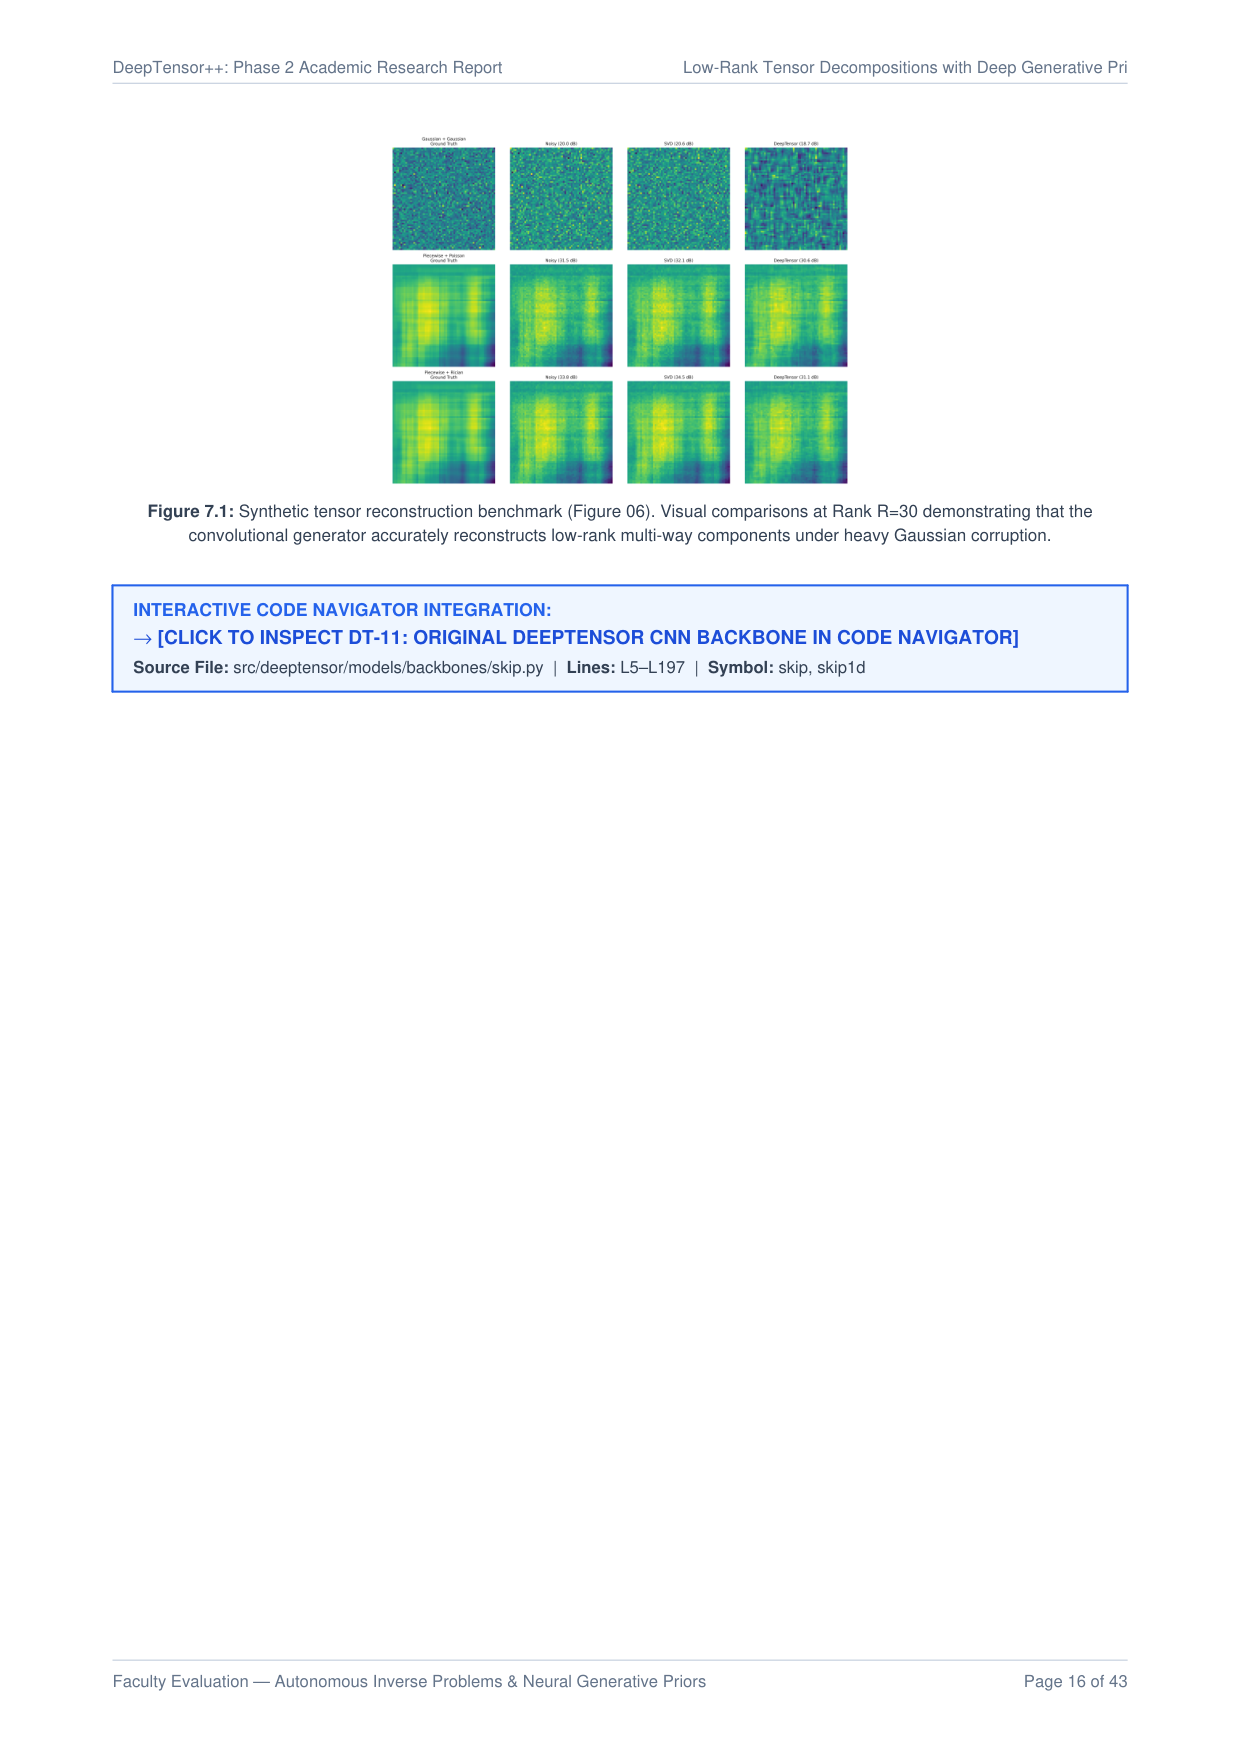 DeepTensor++: Phase 2 Academic Research Report
Low-Rank Tensor Decompositions with Deep Generative Pri
Gaussian + Gaussian
Ground Truth
Noisy (20.0 dB)
SVD (20.6 dB)
DeepTensor (18.7 dB)
Piecewise + Poisson
Ground Truth
Noisy (31.5 dB)
SVD (32.1 dB)
DeepTensor (30.6 dB)
Piecewise + Rician
Ground Truth
Noisy (33.8 dB)
SVD (34.5 dB)
DeepTensor (31.1 dB)
Figure 7.1: Synthetic tensor reconstruction benchmark (Figure 06). Visual comparisons at Rank R=30 demonstrating that the
convolutional generator accurately reconstructs low-rank multi-way components under heavy Gaussian corruption.
INTERACTIVE CODE NAVIGATOR INTEGRATION:
→ [CLICK TO INSPECT DT-11: ORIGINAL DEEPTENSOR CNN BACKBONE IN CODE NAVIGATOR]
Source File: src/deeptensor/models/backbones/skip.py | Lines: L5–L197 | Symbol: skip, skip1d
Faculty Evaluation — Autonomous Inverse Problems & Neural Generative Priors
Page 16 of 43